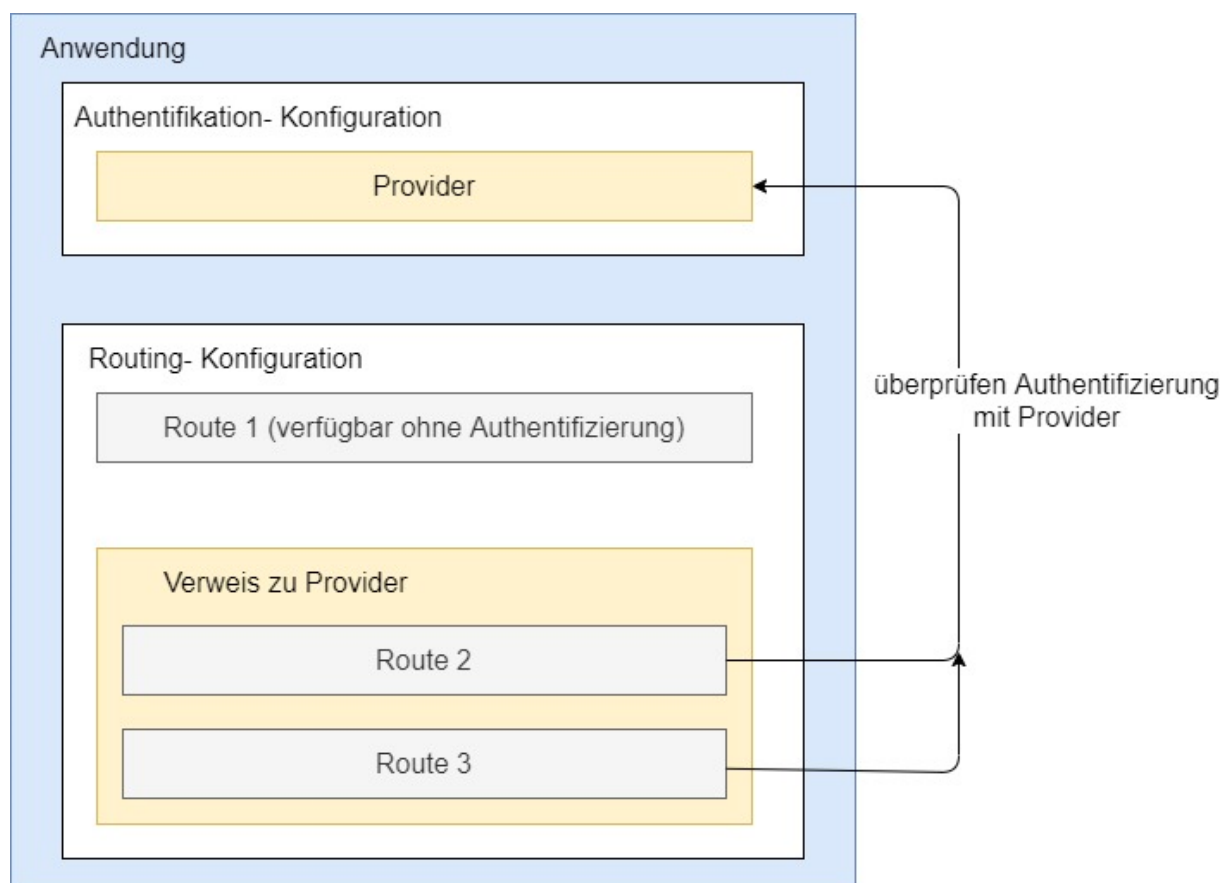 Anwendung
Authentifikation- Konfiguration
Provider
Routing- Konfiguration
Route 1 (verfügbar ohne Authentifizierung)
überprüfen Authentifizierung
mit Provider
Verweis zu Provider
Route 2
Route 3